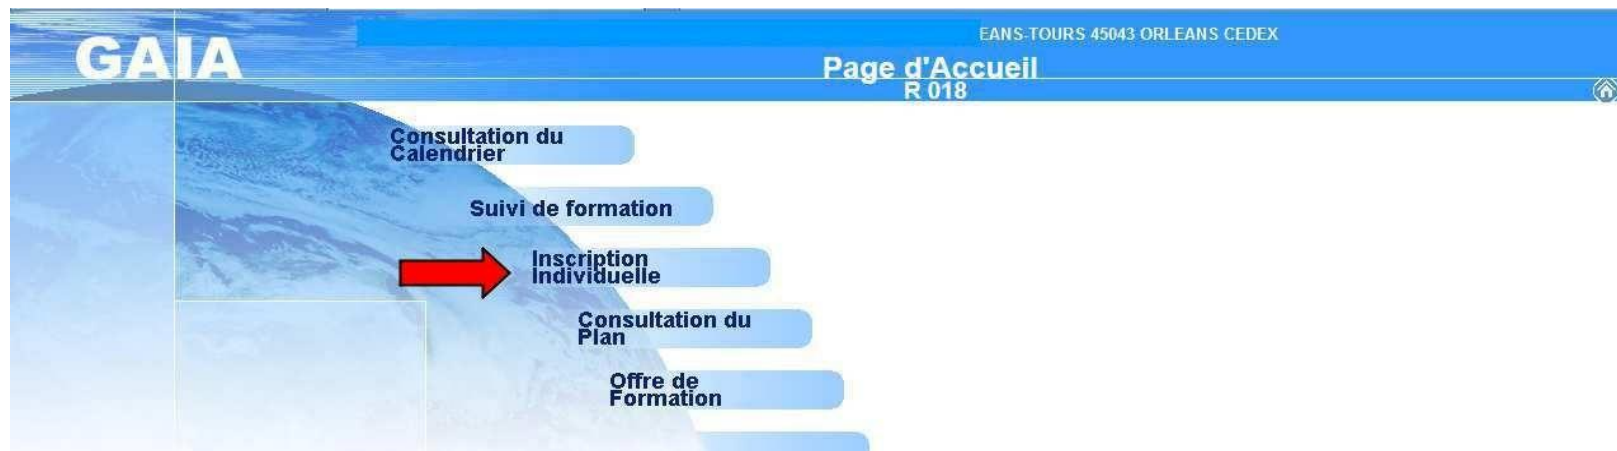 EANS-TOURS 45043 ORLEANS CEDEX
GAIA
Page d'Accueil
R 018
Consultation du
Calendrier
Suivi de formation
Inscription
Individuelle
Consultation du
Plan
Offre de
Formation